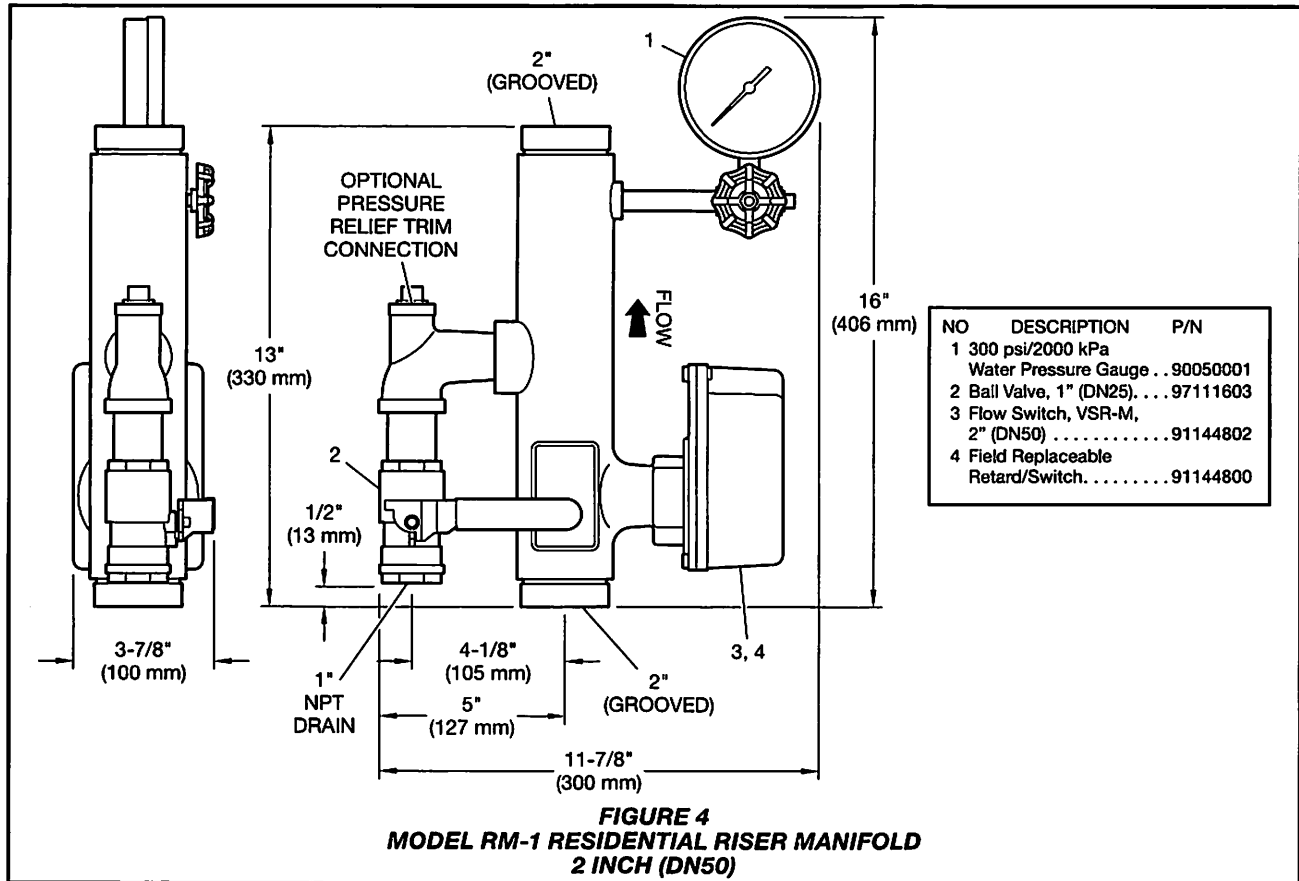 1
2"
(GROOVED)
OPTIONAL
PRESSURE
RELIEF TRIM
CONNECTION
FLOW
16"
(406 mm)
13"
(330 mm)
2
1/2"
(13 mm)
3-7/8"
(100 mm)
4-1/8"
(105 mm)
3, 4
1"
NPT
DRAIN
5"
(127 mm)
2"
(GROOVED)
11-7/8"
(300 mm)
NO DESCRIPTION P/N
1 300 psi/2000 kPa
Water Pressure Gauge . . 90050001
2 Ball Valve, 1" (DN25). . . . 97111603
3 Flow Switch, VSR-M,
2" (DN50) . . . . . . . . . . . . 91144802
4 Field Replaceable
Retard/Switch. . . . . . . . . 91144800
FIGURE 4
MODEL RM-1 RESIDENTIAL RISER MANIFOLD
2 INCH (DN50)